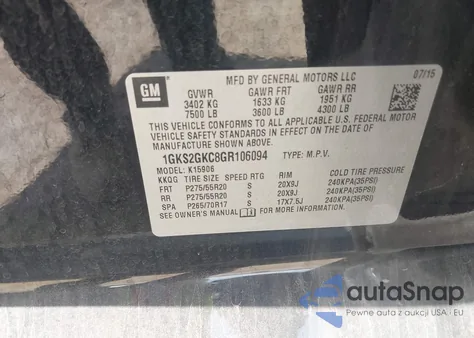 GM
MFD BY GENERAL MOTORS LLC 07/15
GVWR GAWR FRT GAWR RR
3402 KG 1633 KG 1951 KG
7500 LB 3600 LB 4300 LB
THIS VEHICLE CONFORMS TO ALL APPLICABLE U.S. FEDERAL MOTOR
VEHICLE SAFETY STANDARDS IN EFFECT ON THE DATE OF
MANUFACTURE SHOWN ABOVE.
1GKS2GKC8GR106094 TYPE: M.P.V.
MODEL: K15906
KKQG TIRE SIZE SPEED RTG RIM COLD TIRE PRESSURE
FRT P275/55R20 S 20X9J 240KPA(35PSI)
RR P275/55R20 S 20X9J 240KPA(35PSI)
SPA P265/70R17 S 17X7.5J 240KPA(35PSI)
SEE OWNER'S MANUAL FOR MORE INFORMATION.
autoSnap
Pewne auta z aukcji USA i EU